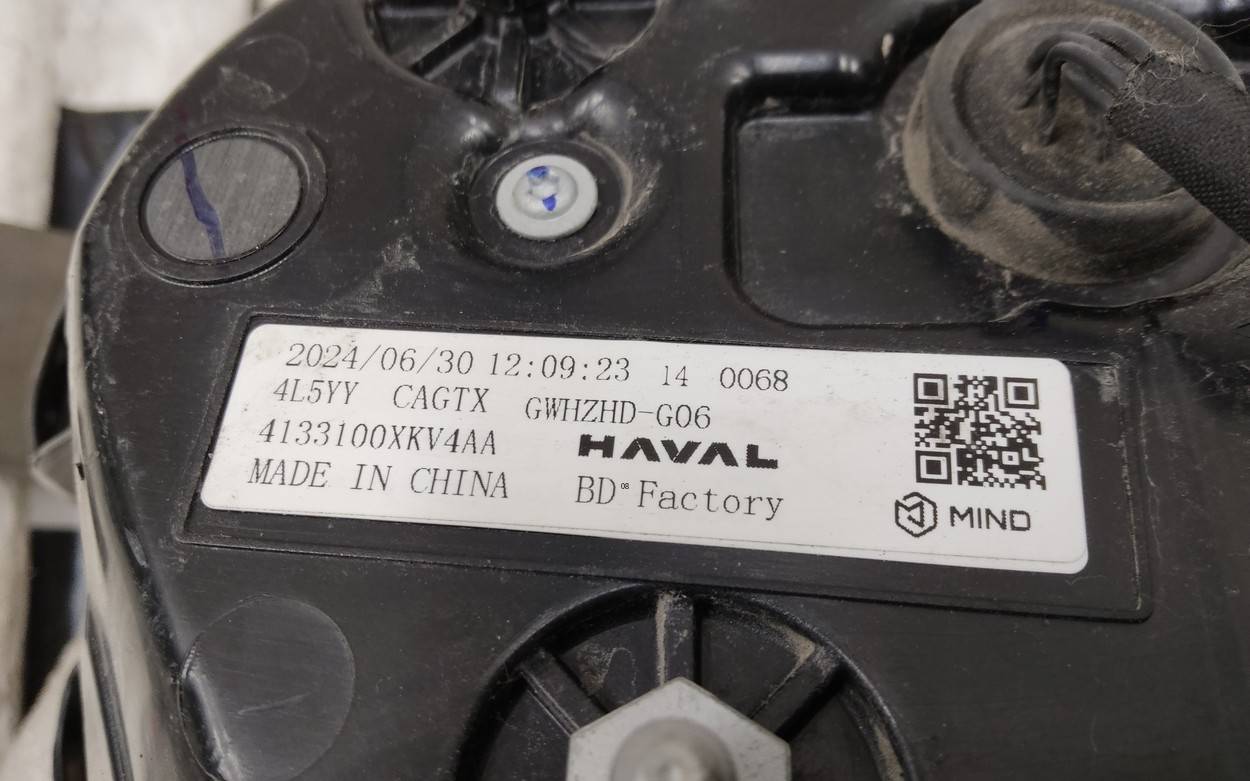 2024/06/30 12:09:23 14 0068
4L5YY CAGTX GWHZHD-G06
4133100XKV4AA HAVAL
MADE IN CHINA BD 08 Factory
MIND